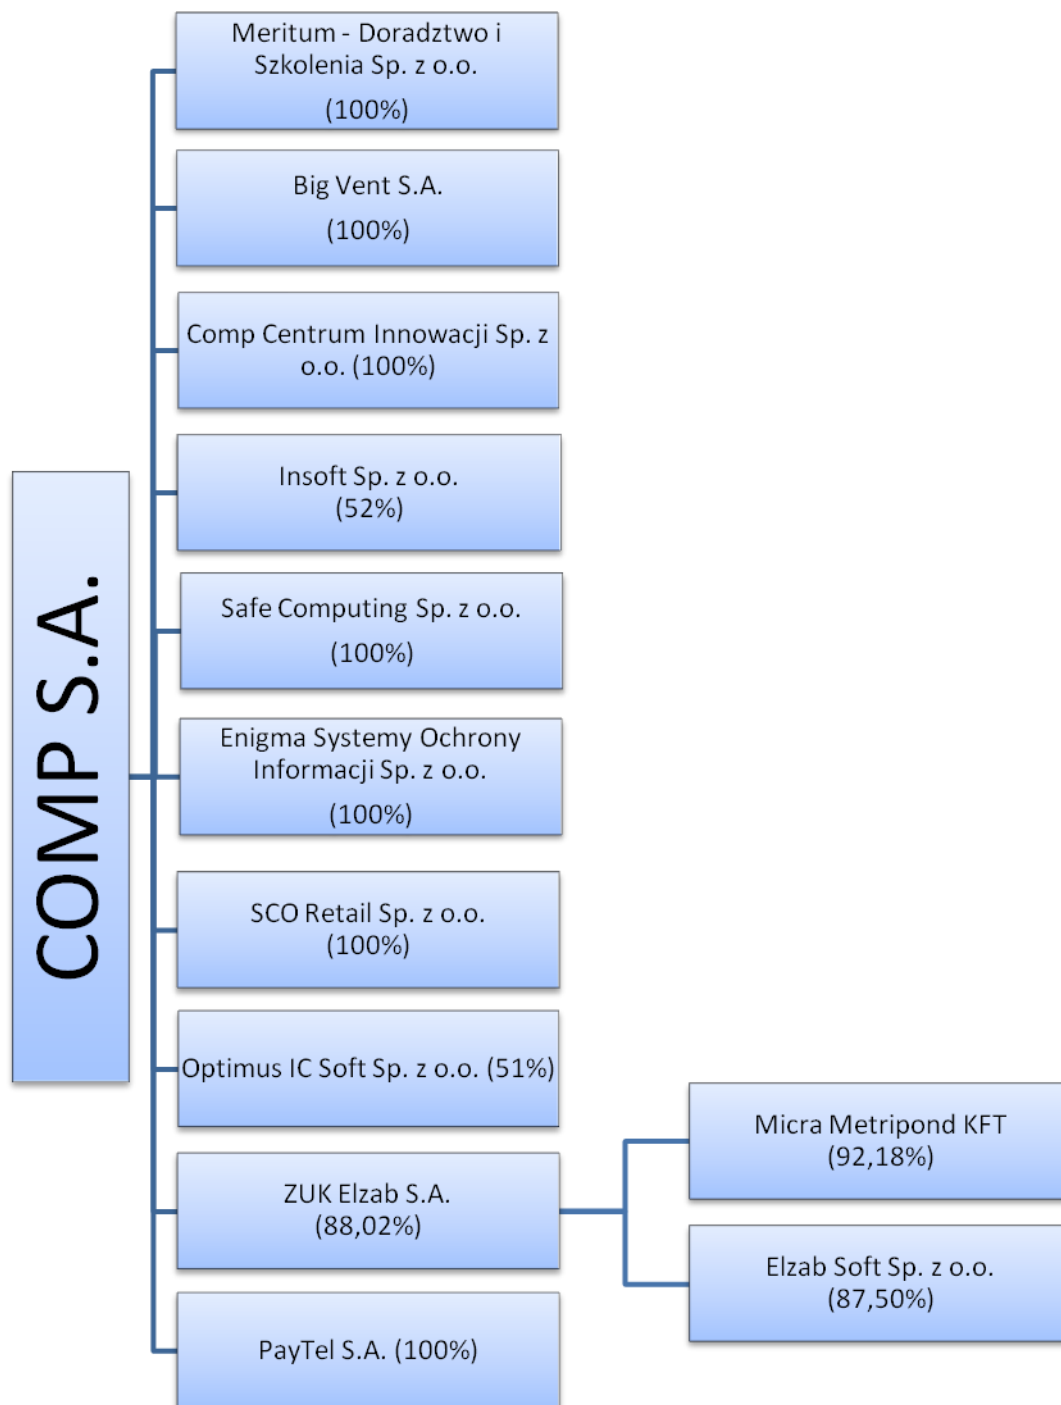 COMP S.A.
Meritum - Doradztwo i
Szkolenia Sp. z o.o.
(100%)
Big Vent S.A.
(100%)
Comp Centrum Innowacji Sp. z
o.o. (100%)
Insoft Sp. z o.o.
(52%)
Safe Computing Sp. z o.o.
(100%)
Enigma Systemy Ochrony
Informacji Sp. z o.o.
(100%)
SCO Retail Sp. z o.o.
(100%)
Optimus IC Soft Sp. z o.o. (51%)
ZUK Elzab S.A.
(88,02%)
Micra Metripond KFT
(92,18%)
Elzab Soft Sp. z o.o.
(87,50%)
PayTel S.A. (100%)